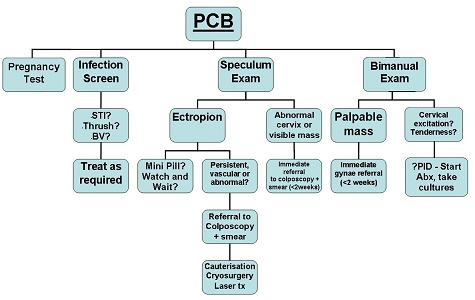 PCB
Pregnancy
Test
Infection
Screen
Speculum
Exam
Bimanual
Exam
.STI?
.Thrush?
.BV?
Ectropion
Abnormal
cervix or
visible mass
Palpable
mass
Cervical
excitation?
Tenderness?
Treat as
required
Mini Pill?
Watch and
Wait?
Persistent,
vascular or
abnormal?
Immediate
referral
to colposcopy +
smear (<2weeks)
Immediate
gynae referral
(<2 weeks)
?PID - Start
Abx, take
cultures
Referral to
Colposcopy
+ smear
Cauterisation
Cryosurgery
Laser tx